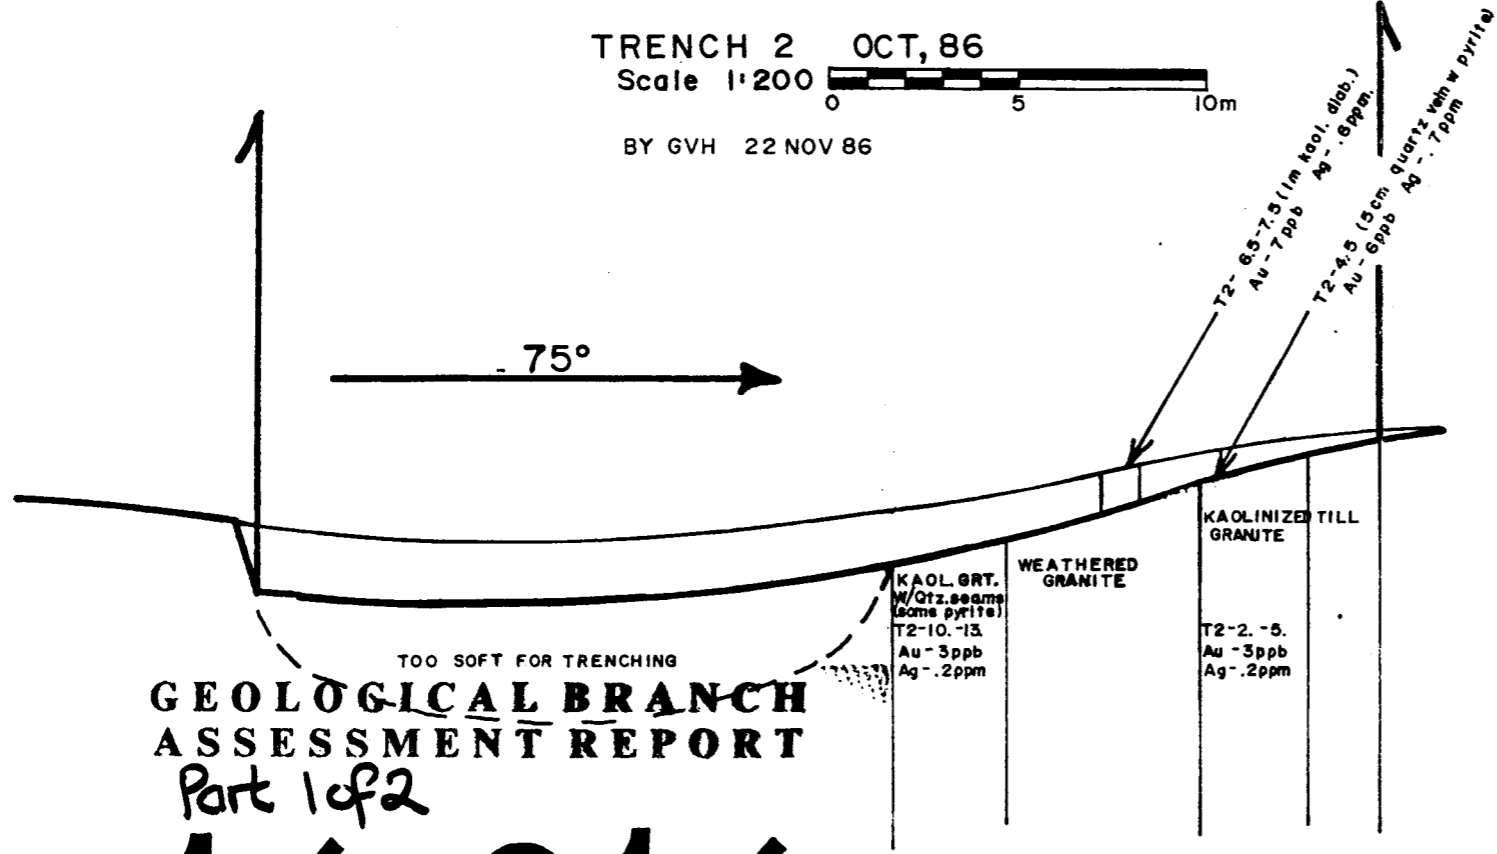 TRENCH 2 OCT, 86
Scale 1:200
0 5 10m
BY GVH 22 NOV 86
T2- 6.5-7.5 (1m kaol. diab.)
Au - 7ppb Ag - .6ppm.
T2-4.5 (5cm quartz vein w pyrite)
Au - 6ppb Ag - .7ppm
75°
KAOLINIZED TILL
GRANITE
WEATHERED
GRANITE
KAOL. GRT.
W/Qtz. seams
(some pyrite)
T2-10.-13.
Au - 3ppb
Ag-.2ppm
T2-2. -5.
Au -3ppb
Ag-.2ppm
TOO SOFT FOR TRENCHING
GEOLOGICAL BRANCH
ASSESSMENT REPORT
Part 1 of 2